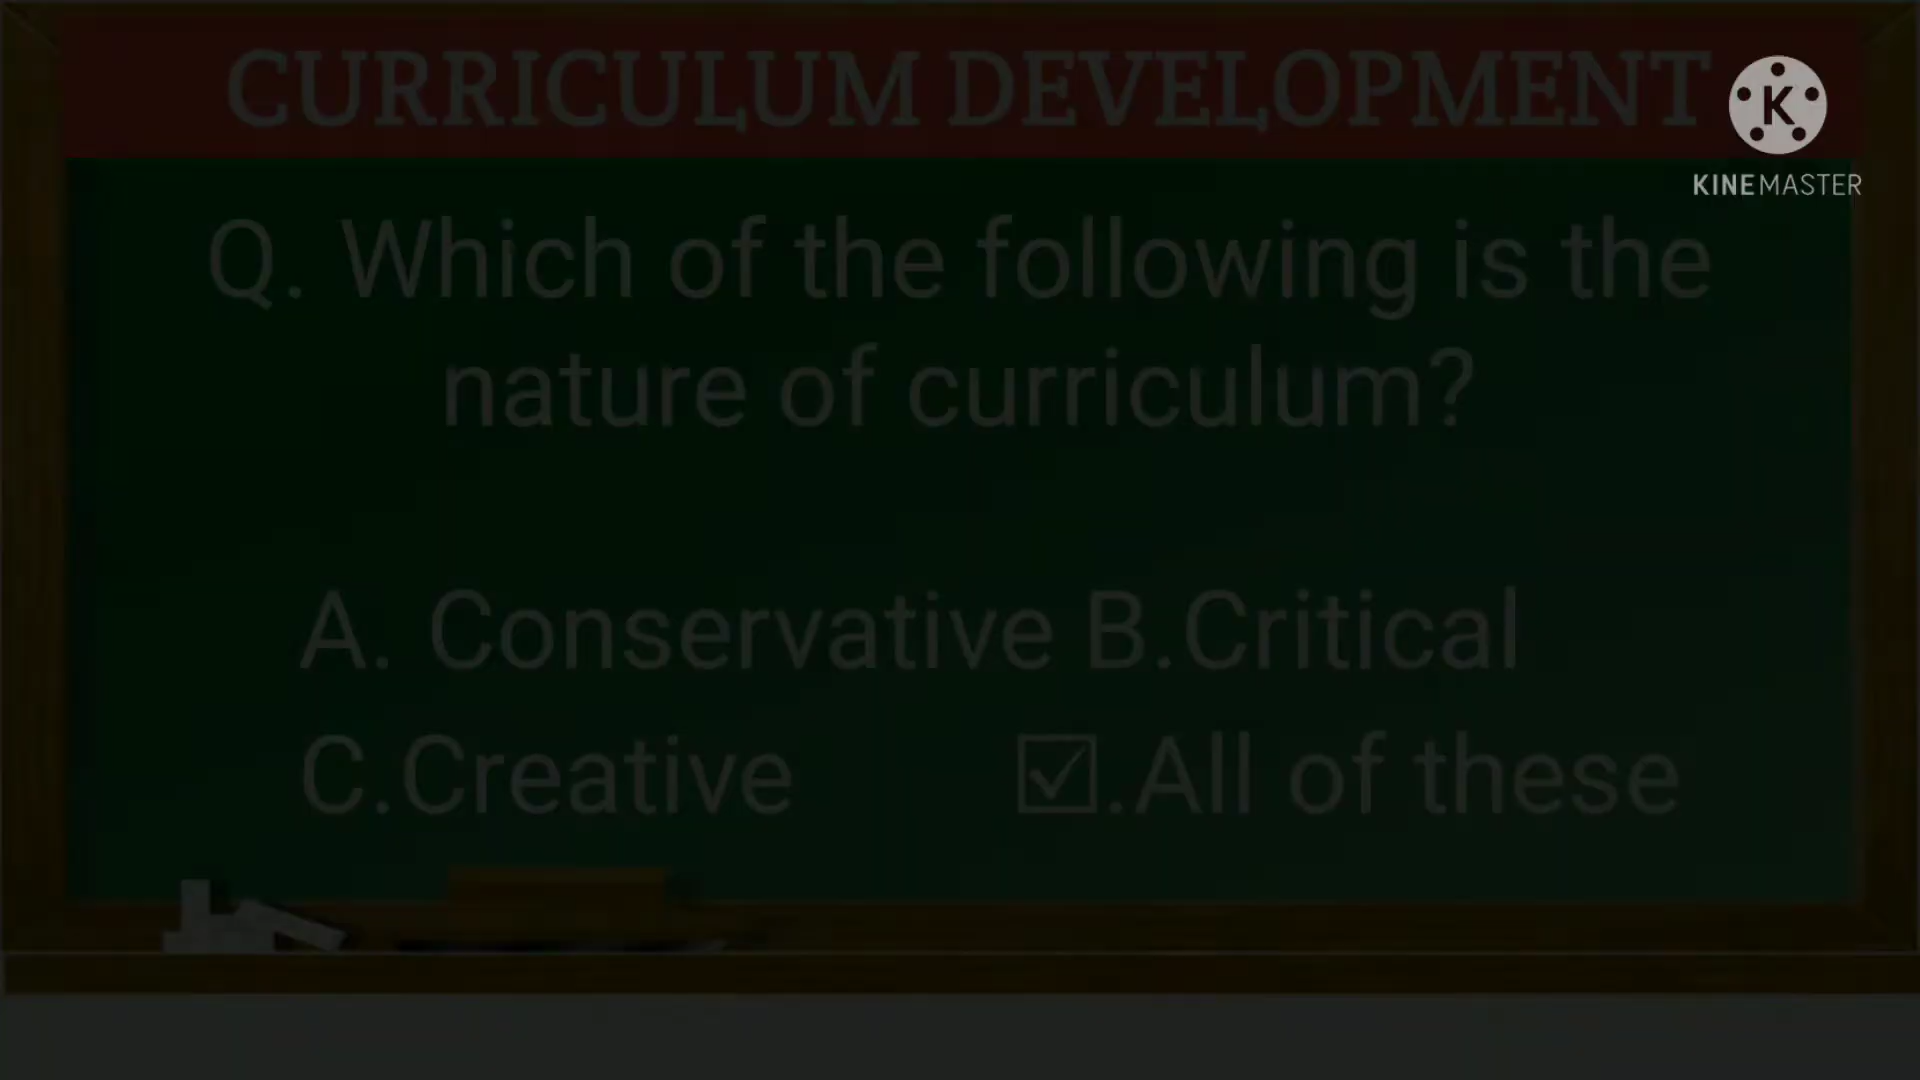 CURRICULUM DEVELOPMENT
K
KINEMASTER
Q. Which of the following is the
nature of curriculum?
A. Conservative B.Critical
C.Creative ☑.All of these